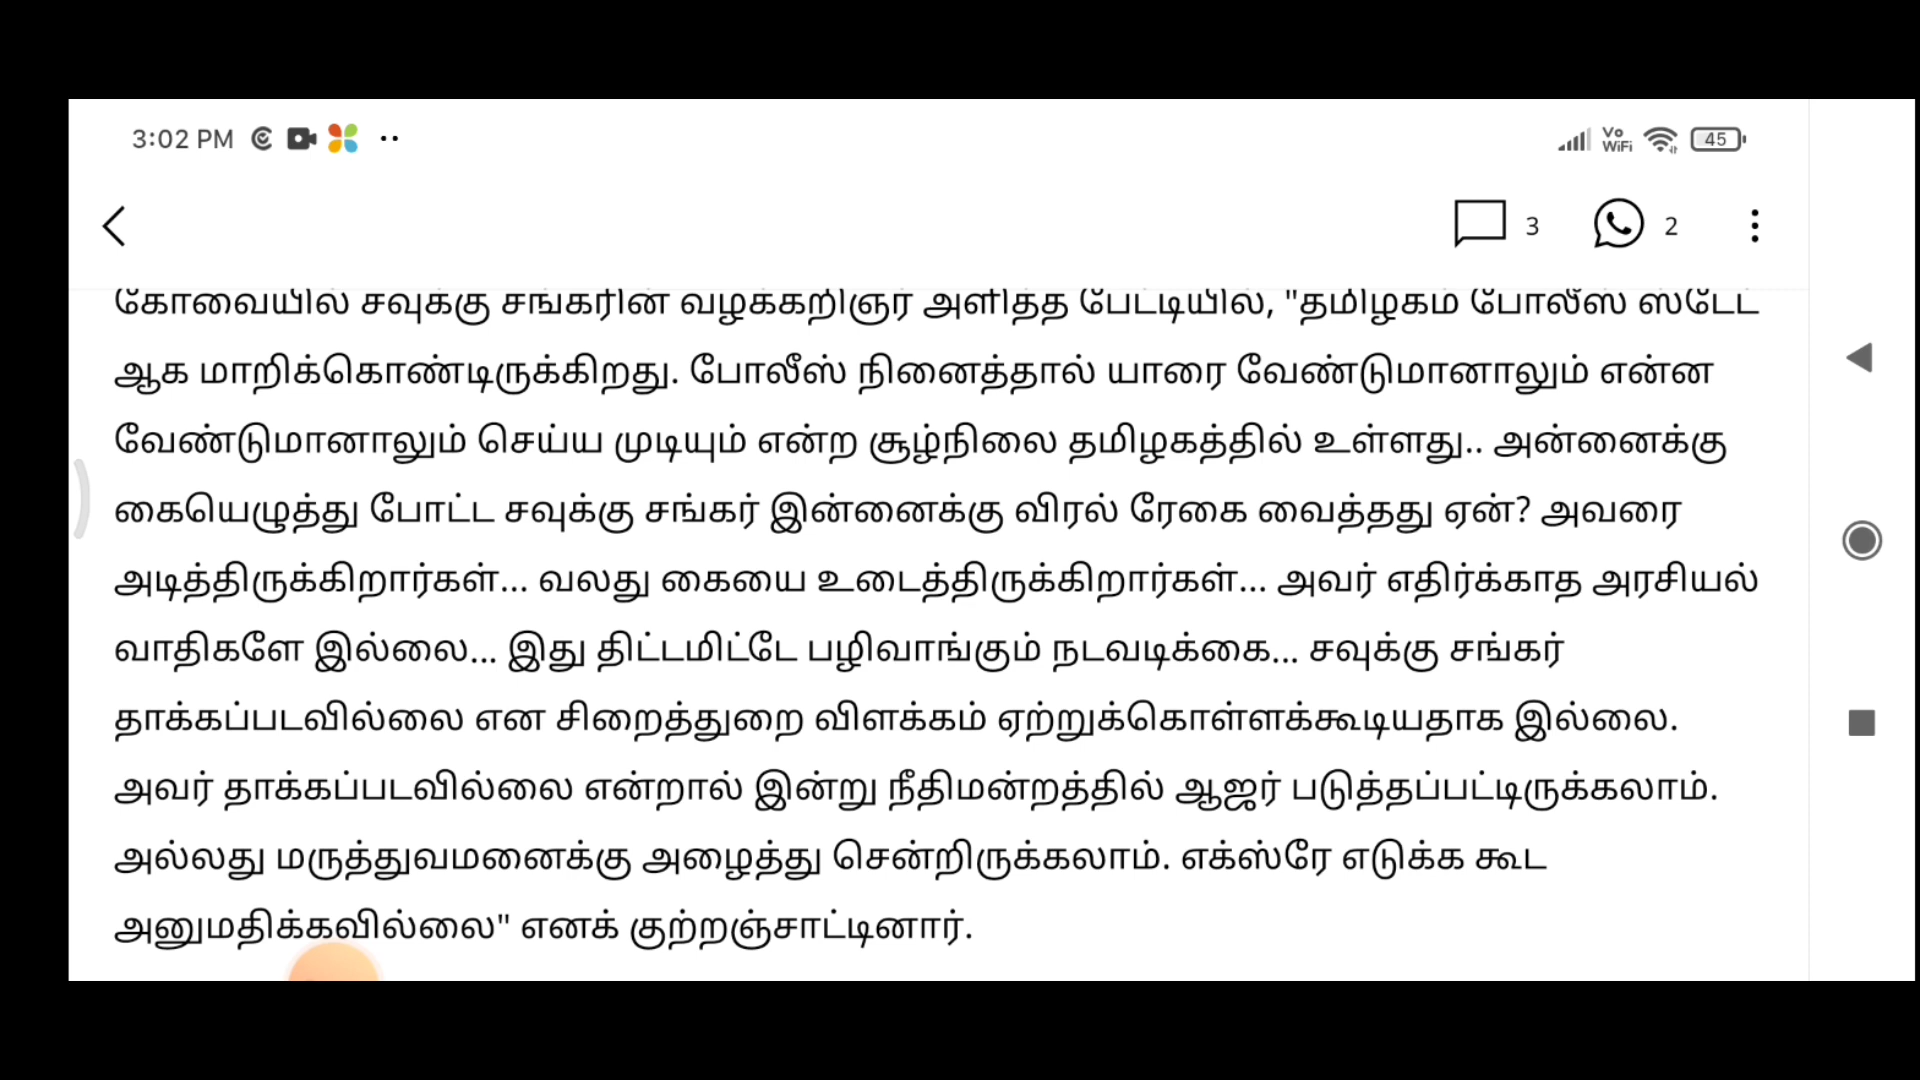 3:02 PM
Vo WiFi
45
3
2
கோவையில் சவுக்கு சங்கரின் வழக்கறிஞர் அளித்த பேட்டியில், "தமிழகம் போலீஸ் ஸ்டேட்
ஆக மாறிக்கொண்டிருக்கிறது. போலீஸ் நினைத்தால் யாரை வேண்டுமானாலும் என்ன
வேண்டுமானாலும் செய்ய முடியும் என்ற சூழ்நிலை தமிழகத்தில் உள்ளது.. அன்னைக்கு
கையெழுத்து போட்ட சவுக்கு சங்கர் இன்னைக்கு விரல் ரேகை வைத்தது ஏன்? அவரை
அடித்திருக்கிறார்கள்... வலது கையை உடைத்திருக்கிறார்கள்... அவர் எதிர்க்காத அரசியல்
வாதிகளே இல்லை... இது திட்டமிட்டே பழிவாங்கும் நடவடிக்கை... சவுக்கு சங்கர்
தாக்கப்படவில்லை என சிறைத்துறை விளக்கம் ஏற்றுக்கொள்ளக்கூடியதாக இல்லை.
அவர் தாக்கப்படவில்லை என்றால் இன்று நீதிமன்றத்தில் ஆஜர் படுத்தப்பட்டிருக்கலாம்.
அல்லது மருத்துவமனைக்கு அழைத்து சென்றிருக்கலாம். எக்ஸ்ரே எடுக்க கூட
அனுமதிக்கவில்லை" எனக் குற்றஞ்சாட்டினார்.